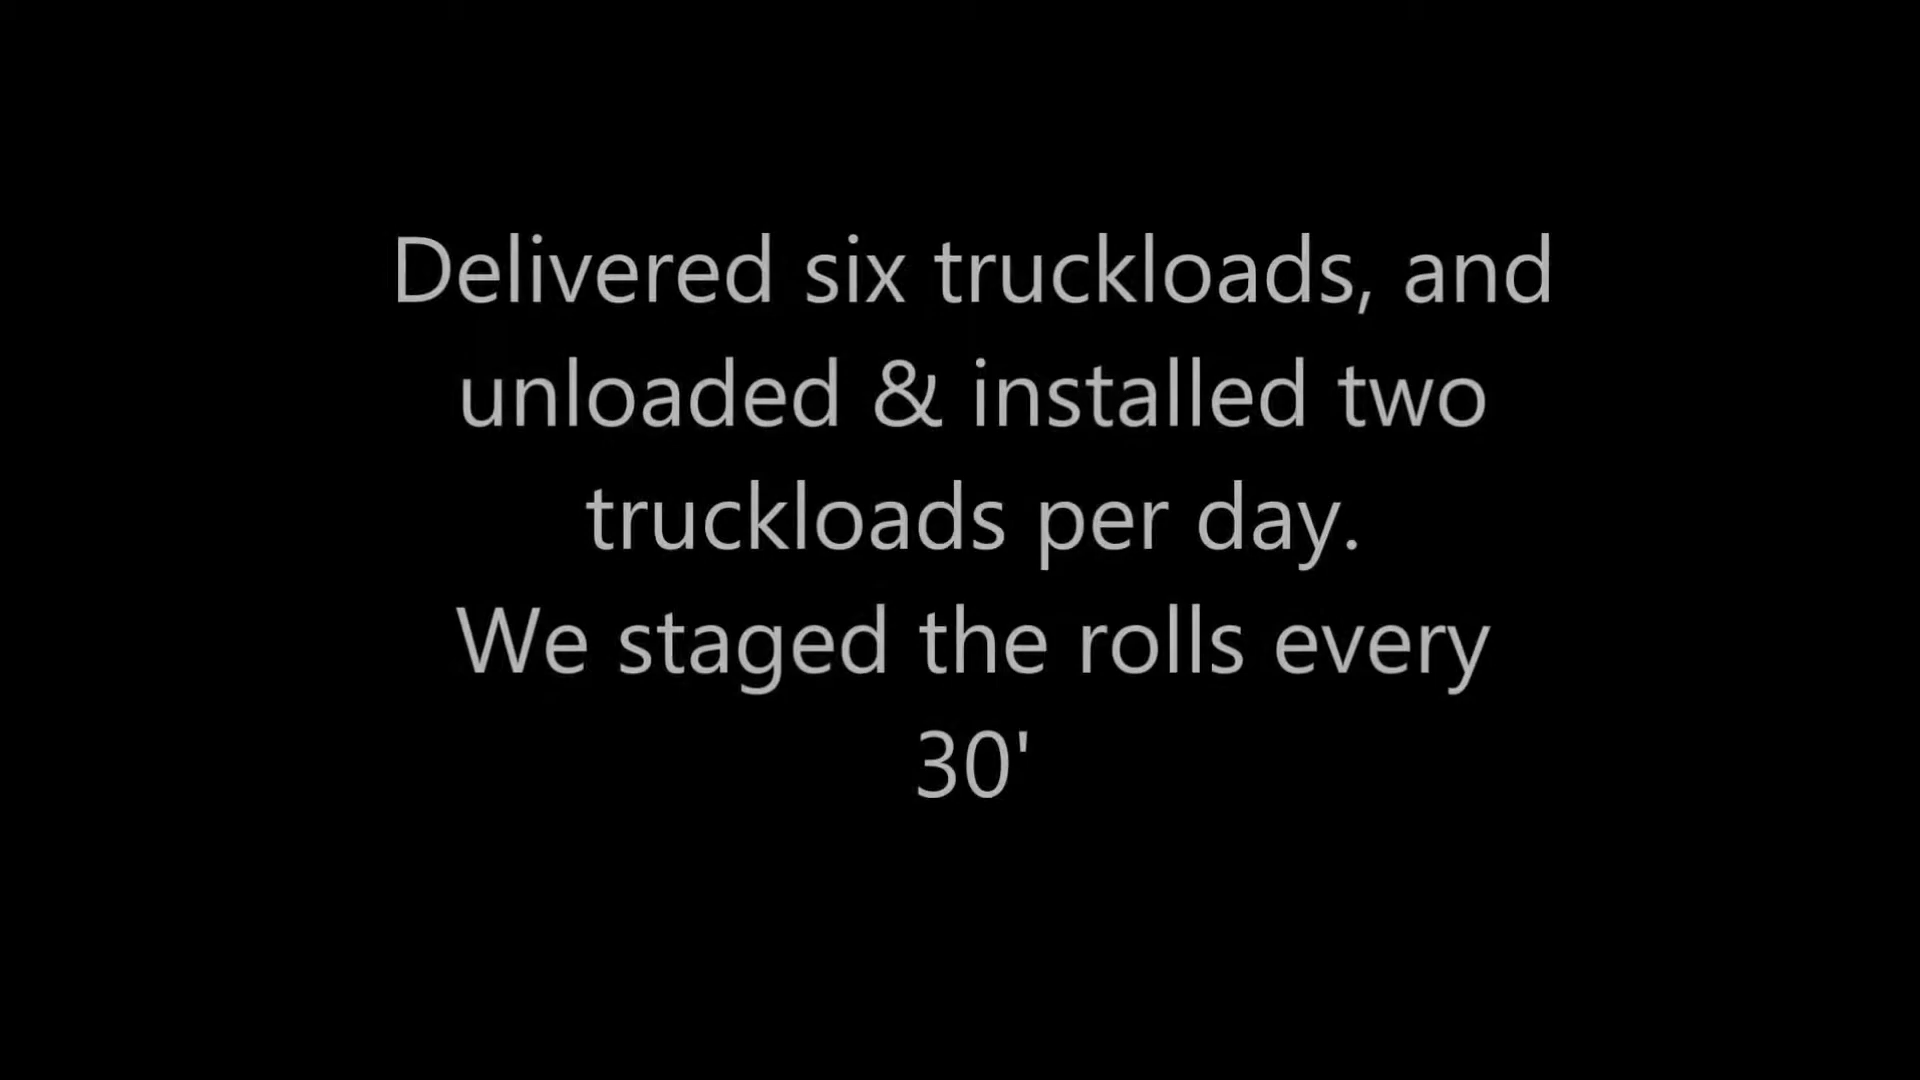 Delivered six truckloads, and
unloaded & installed two
truckloads per day.
We staged the rolls every
30'